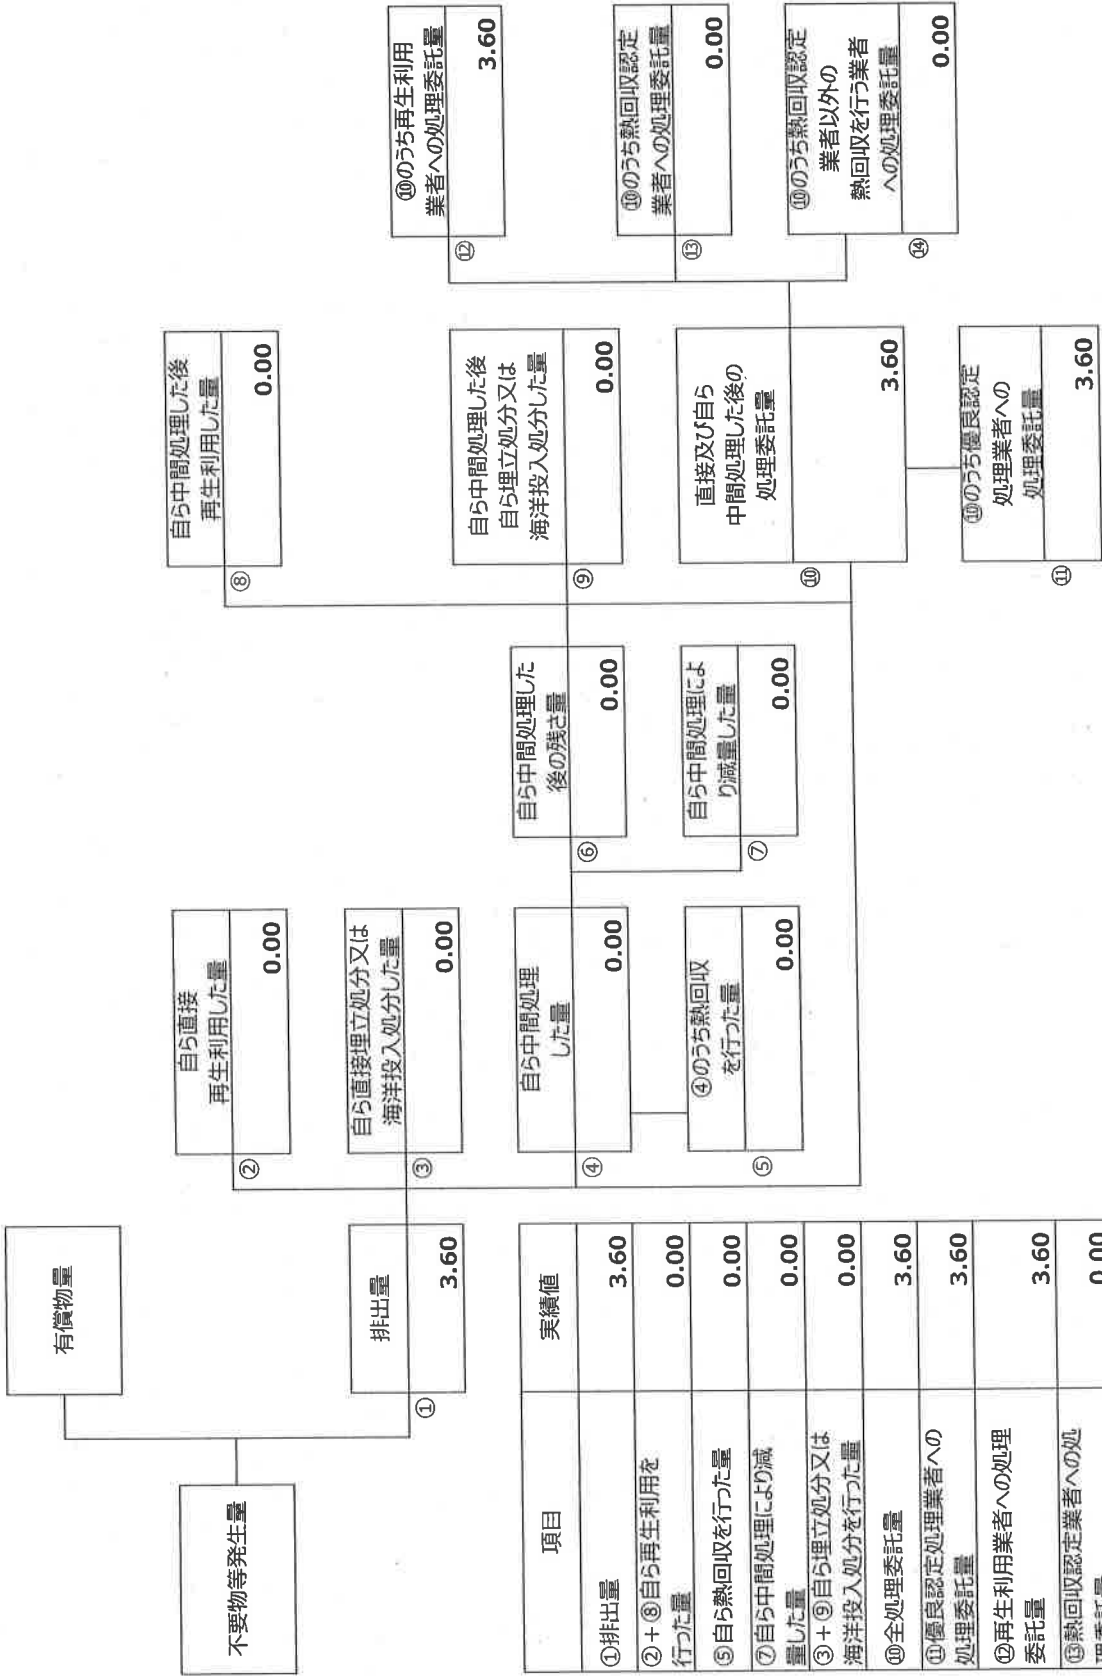 有償物量
不要物等発生量
排出量
①
3.60
自ら直接
再生利用した量
②
0.00
自ら直接埋立処分又は
海洋投入処分した量
③
0.00
自ら中間処理
した量
④
0.00
④のうち熱回収
を行った量
⑤
0.00
自ら中間処理した
後の残さ量
⑥
0.00
自ら中間処理によ
り減量した量
⑦
0.00
自ら中間処理した後
再生利用した量
⑧
0.00
自ら中間処理した後
自ら埋立処分又は
海洋投入処分した量
⑨
0.00
直接及び自ら
中間処理した後の
処理委託量
⑩
3.60
⑩のうち優良認定
処理業者への
処理委託量
⑪
3.60
⑩のうち再生利用
業者への処理委託量
⑫
3.60
⑩のうち熱回収認定
業者への処理委託量
⑬
0.00
⑩のうち熱回収認定
業者以外の
熱回収を行う業者
への処理委託量
⑭
0.00
項目 実績値
①排出量 3.60
②+⑧自ら再生利用を
行った量 0.00
⑤自ら熱回収を行った量 0.00
⑦自ら中間処理により減
量した量 0.00
③+⑨自ら埋立処分又は
海洋投入処分を行った量 0.00
⑩全処理委託量 3.60
⑪優良認定処理業者への
処理委託量 3.60
⑫再生利用業者への処理
委託量 3.60
⑬熱回収認定業者への処
0.00